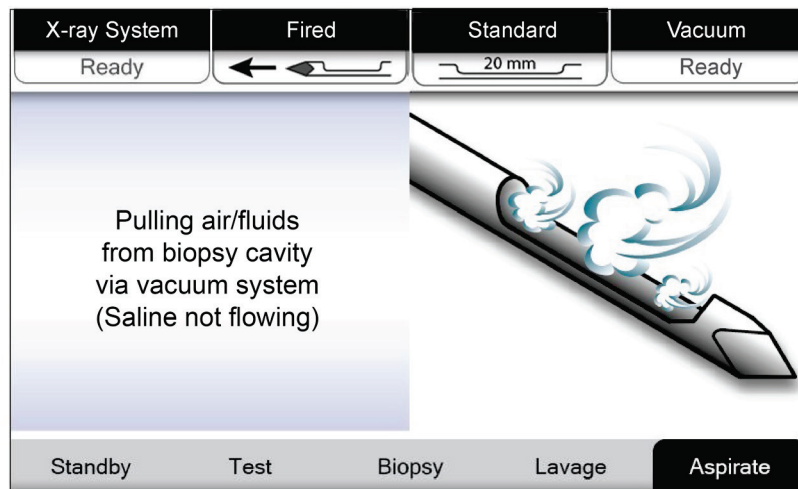 X-ray System Fired Standard Vacuum
Ready 20 mm Ready
Pulling air/fluids
from biopsy cavity
via vacuum system
(Saline not flowing)
Standby Test Biopsy Lavage Aspirate